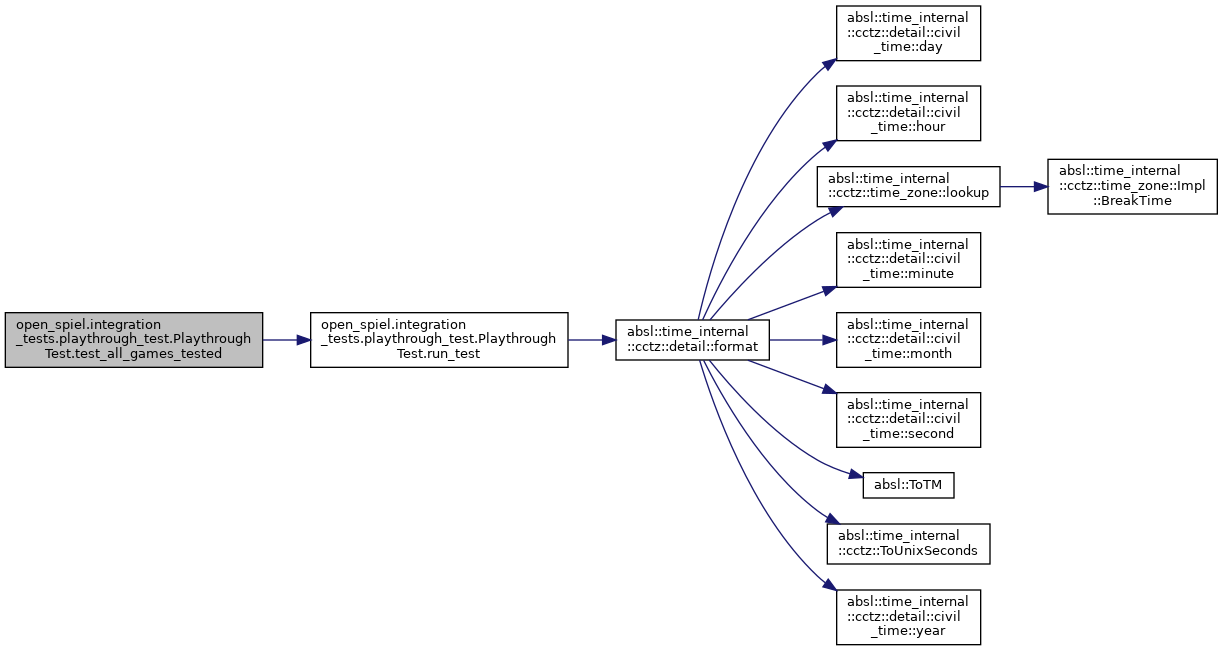 open_spiel.integration
_tests.playthrough_test.Playthrough
Test.test_all_games_tested
open_spiel.integration
_tests.playthrough_test.Playthrough
Test.run_test
absl::time_internal
::cctz::detail::format
absl::time_internal
::cctz::detail::civil
_time::day
absl::time_internal
::cctz::detail::civil
_time::hour
absl::time_internal
::cctz::time_zone::lookup
absl::time_internal
::cctz::time_zone::Impl
::BreakTime
absl::time_internal
::cctz::detail::civil
_time::minute
absl::time_internal
::cctz::detail::civil
_time::month
absl::time_internal
::cctz::detail::civil
_time::second
absl::ToTM
absl::time_internal
::cctz::ToUnixSeconds
absl::time_internal
::cctz::detail::civil
_time::year